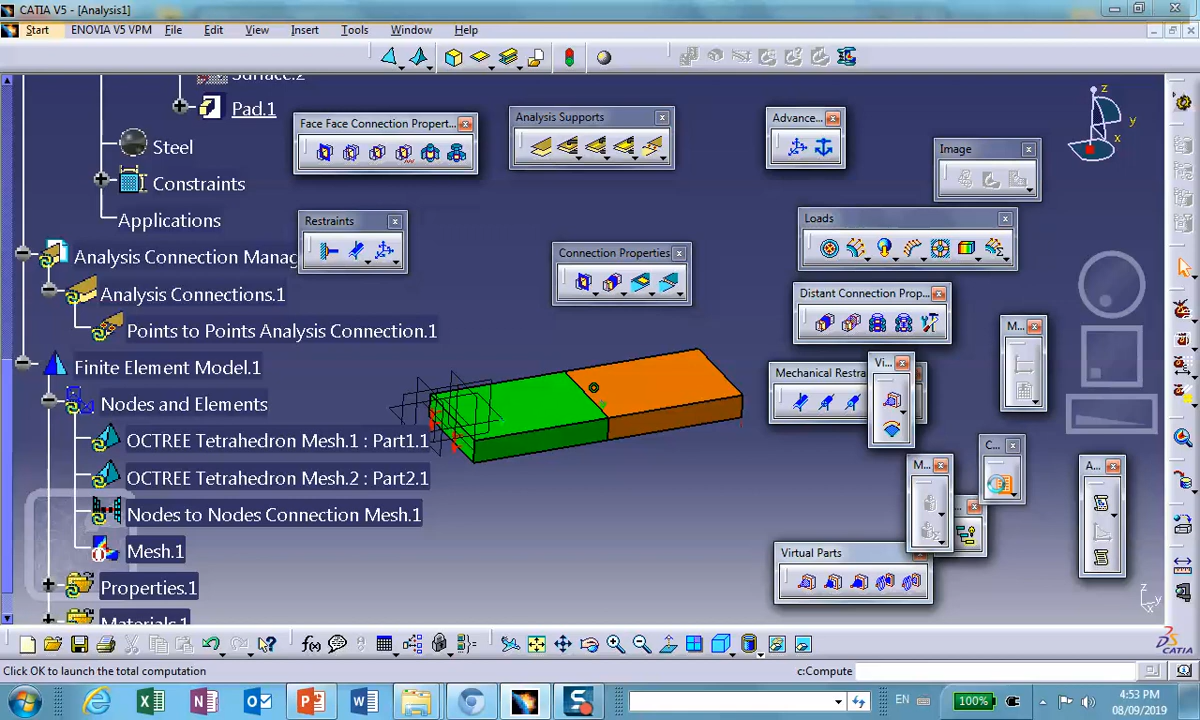 CATIA V5 - [Analysis1]
Start ENOVIA V5 VPM File Edit View Insert Tools Window Help
Surface.2
Pad.1
Steel
Constraints
Applications
Analysis Connection Manag
Analysis Connections.1
Points to Points Analysis Connection.1
Finite Element Model.1
Nodes and Elements
OCTREE Tetrahedron Mesh.1 : Part1.1
OCTREE Tetrahedron Mesh.2 : Part2.1
Nodes to Nodes Connection Mesh.1
Mesh.1
Properties.1
Materials.1
Face Face Connection Propert...
Analysis Supports
Advance...
Image
Restraints
Loads
Connection Properties
Distant Connection Prop...
M...
Mechanical Restra
Vi...
C...
M...
A...
Virtual Parts
z
y
x
z
y
x
f(x)
CATIA
Click OK to launch the total computation
c:Compute
EN
100%
4:53 PM
08/09/2019